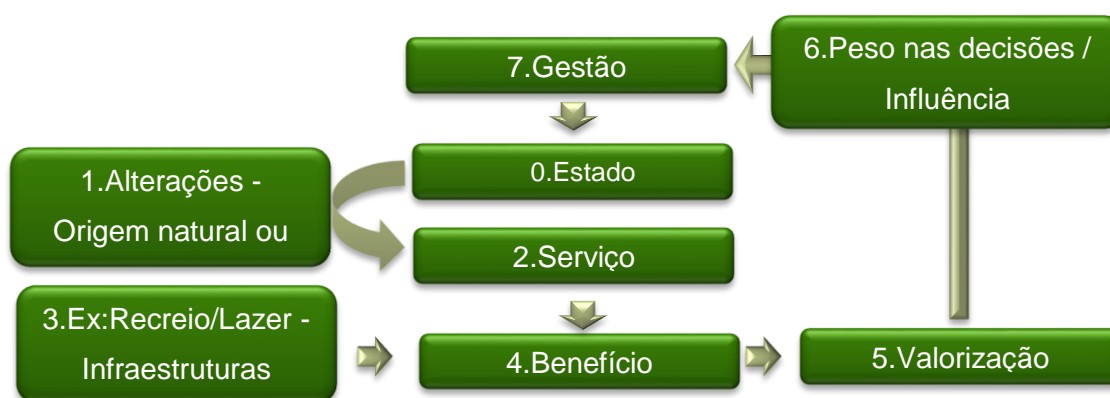 7.Gestão
6.Peso nas decisões /
Influência
1.Alterações -
Origem natural ou
0.Estado
2.Serviço
3.Ex:Recreio/Lazer -
Infraestruturas
4.Benefício
5.Valorização